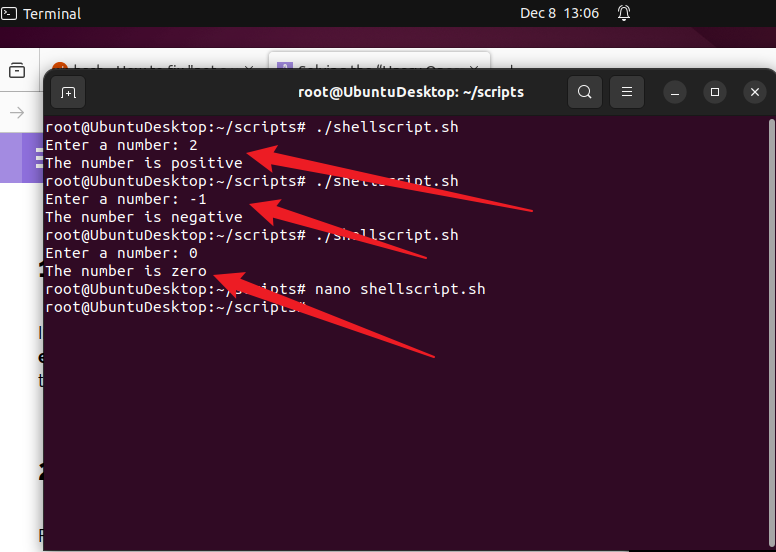 Terminal
Dec 8 13:06
root@UbuntuDesktop: ~/scripts
root@UbuntuDesktop:~/scripts# ./shellscript.sh
Enter a number: 2
The number is positive
root@UbuntuDesktop:~/scripts# ./shellscript.sh
Enter a number: -1
The number is negative
root@UbuntuDesktop:~/scripts# ./shellscript.sh
Enter a number: 0
The number is zero
root@UbuntuDesktop:~/scripts# nano shellscript.sh
root@UbuntuDesktop:~/scripts#